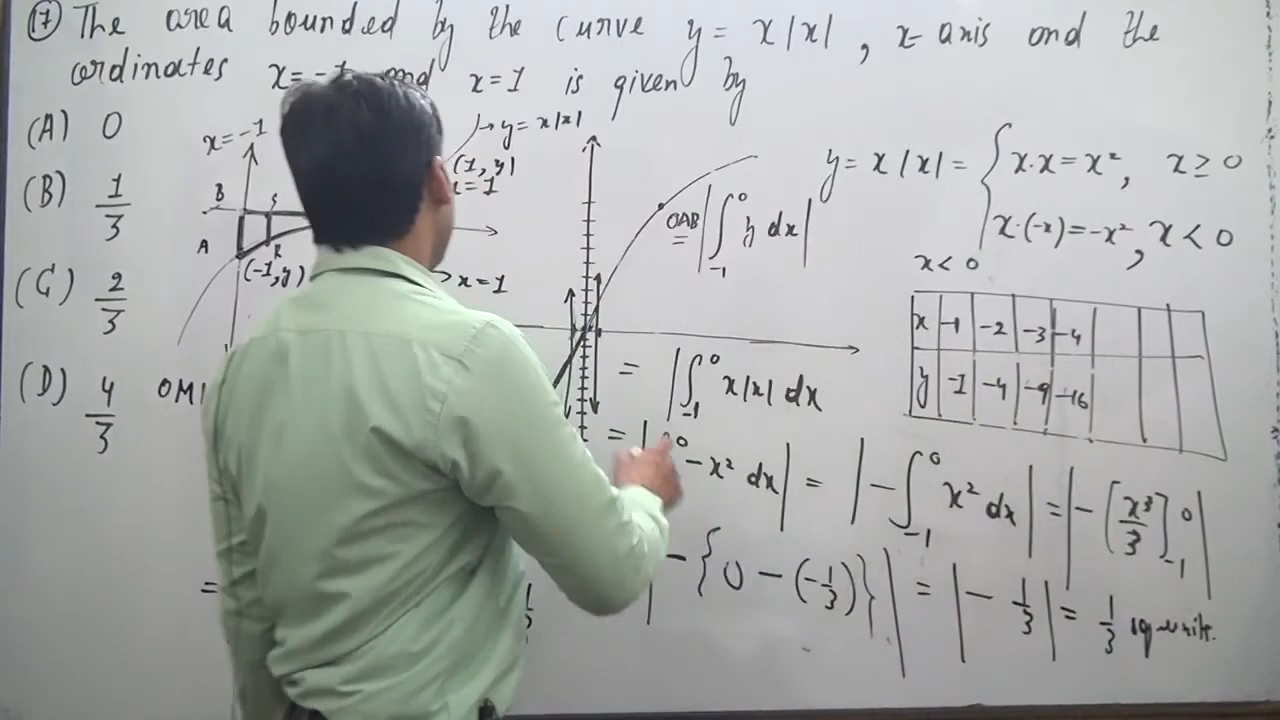 17 The area bounded by the curve y = x|x|, x-axis and the
ordinates x=-1 and x=1 is given by
(A) 0
(B) 1/3
(C) 2/3
(D) 4/3
x=-1
B
A
R
(-1,y)
→ y = x|x|
(1,y)
x=1
→ x=1
OAB = |∫₋₁⁰ y dx|
= |∫₋₁⁰ x|x| dx
= | ⁰ -x² dx| = |-∫₋₁⁰ x² dx| = |-[x³/3]₋₁⁰|
|-{0-(-1/3)}| = |-1/3| = 1/3 sq units.
y = x|x| = { x·x = x², x ≥ 0
x·(-x) = -x², x < 0
x < 0
x -1 -2 -3 -4
y -1 -4 -9 -16
=